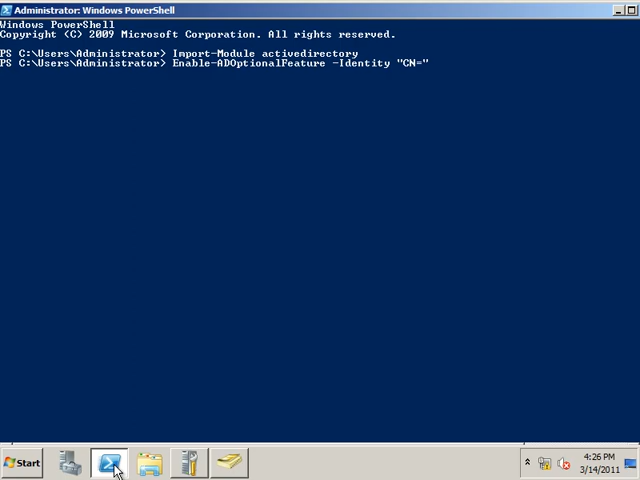 Administrator: Windows PowerShell
Windows PowerShell
Copyright (C) 2009 Microsoft Corporation. All rights reserved.
PS C:\Users\Administrator> Import-Module activedirectory
PS C:\Users\Administrator> Enable-ADOptionalFeature -Identity "CN="
Start
4:26 PM
3/14/2011